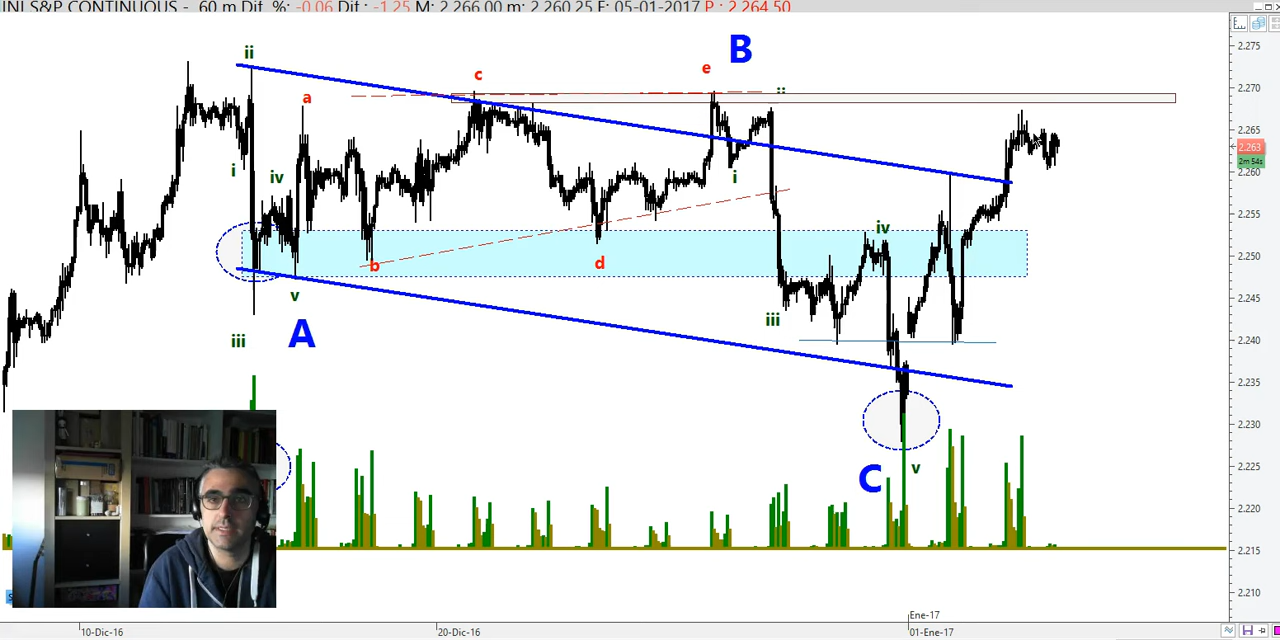 INI S&P CONTINUOUS - 60 m Dif. %: -0.06 Dif : -1.25 M: 2.266.00 m: 2.260.25 F: 05-01-2017 P : 2.264.50
2.275
2.270
2.265
2.263
2m 54s
2.260
2.255
2.250
2.245
2.240
2.235
2.230
2.225
2.220
2.215
2.210
ii
B
e
c
a
ii
i
iv
i
iv
b
d
v
iii
A
iii
C
v
Ene-17
10-Dic-16
20-Dic-16
01-Ene-17